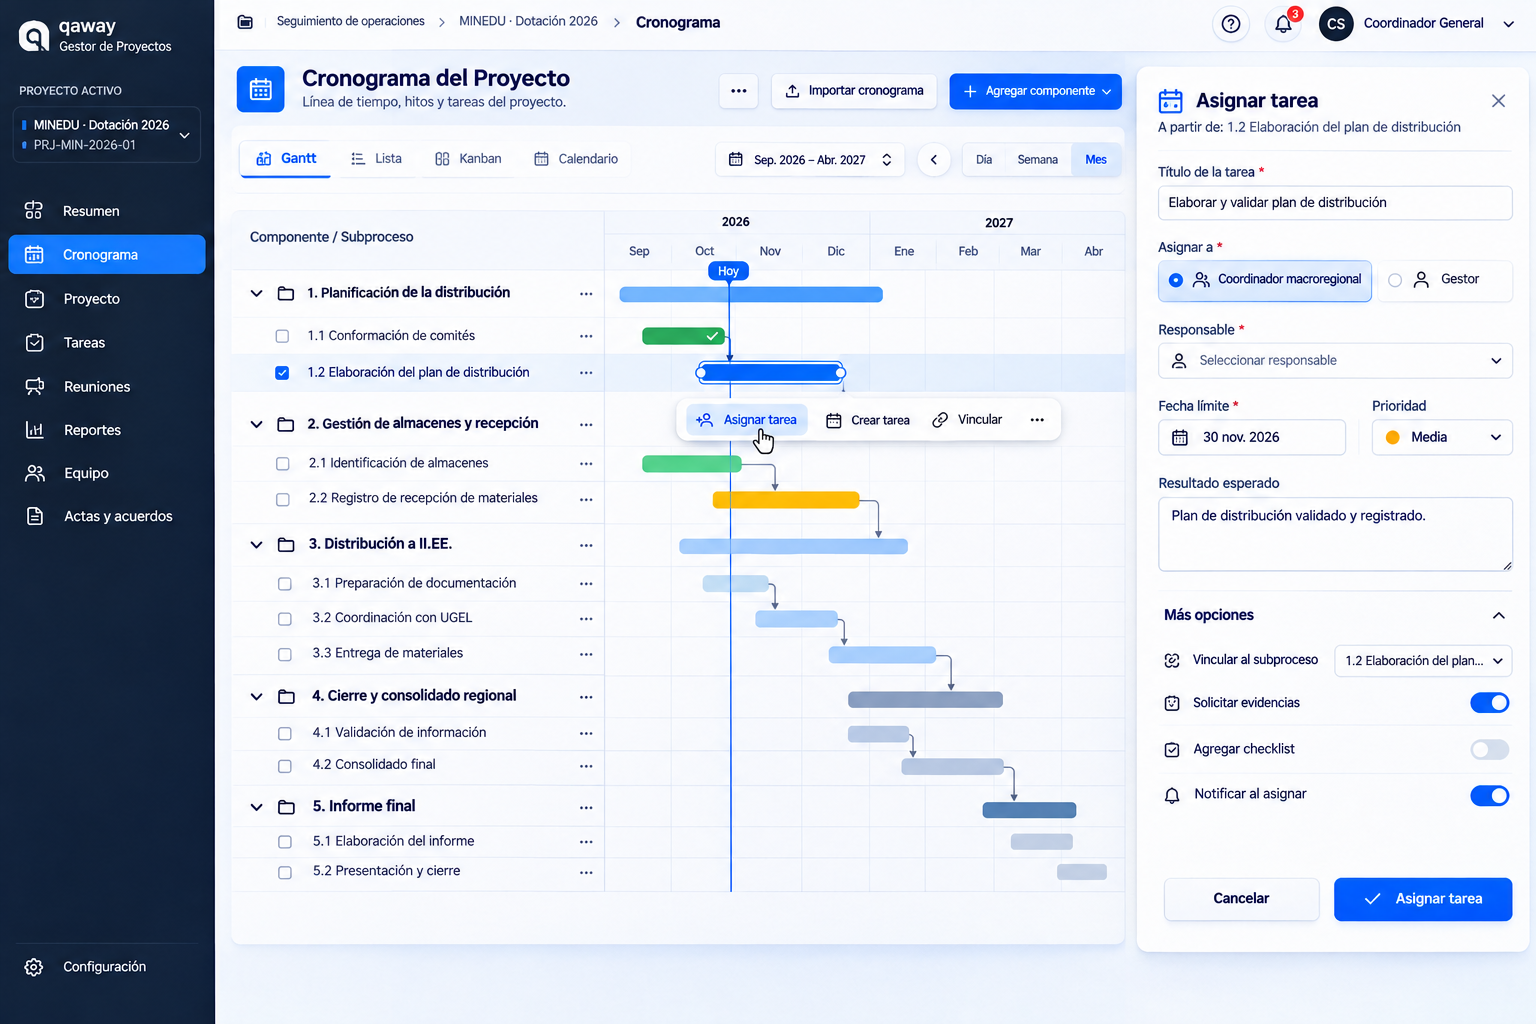 qaway
Gestor de Proyectos
PROYECTO ACTIVO
MINEDU · Dotación 2026
PRJ-MIN-2026-01
Resumen
Cronograma
Proyecto
Tareas
Reuniones
Reportes
Equipo
Actas y acuerdos
Configuración
Seguimiento de operaciones
MINEDU · Dotación 2026
Cronograma
3
CS
Coordinador General
Cronograma del Proyecto
Línea de tiempo, hitos y tareas del proyecto.
Importar cronograma
Agregar componente
Gantt
Lista
Kanban
Calendario
Sep. 2026 – Abr. 2027
Día
Semana
Mes
Componente / Subproceso
2026
2027
Sep
Oct
Nov
Dic
Ene
Feb
Mar
Abr
Hoy
1. Planificación de la distribución
1.1 Conformación de comités
1.2 Elaboración del plan de distribución
Asignar tarea
Crear tarea
Vincular
2. Gestión de almacenes y recepción
2.1 Identificación de almacenes
2.2 Registro de recepción de materiales
3. Distribución a II.EE.
3.1 Preparación de documentación
3.2 Coordinación con UGEL
3.3 Entrega de materiales
4. Cierre y consolidado regional
4.1 Validación de información
4.2 Consolidado final
5. Informe final
5.1 Elaboración del informe
5.2 Presentación y cierre
Asignar tarea
A partir de: 1.2 Elaboración del plan de distribución
Título de la tarea *
Elaborar y validar plan de distribución
Asignar a *
Coordinador macroregional
Gestor
Responsable *
Seleccionar responsable
Fecha límite *
Prioridad
30 nov. 2026
Media
Resultado esperado
Plan de distribución validado y registrado.
Más opciones
Vincular al subproceso
1.2 Elaboración del plan...
Solicitar evidencias
Agregar checklist
Notificar al asignar
Cancelar
Asignar tarea